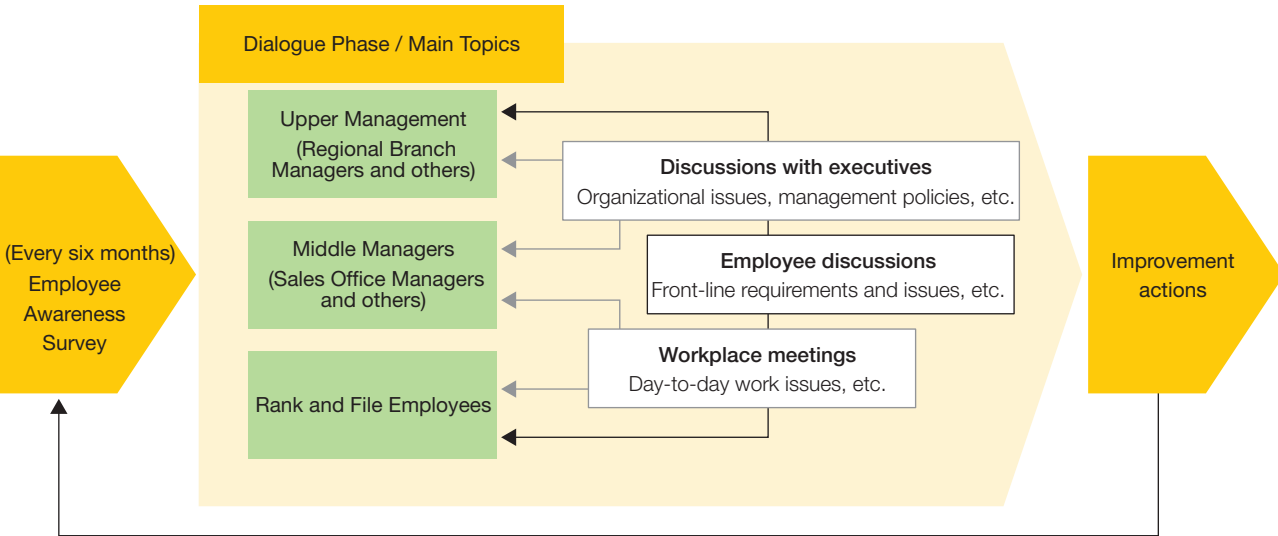 Dialogue Phase / Main Topics
(Every six months)
Employee
Awareness
Survey
Upper Management
(Regional Branch
Managers and others)
Middle Managers
(Sales Office Managers
and others)
Rank and File Employees
Discussions with executives
Organizational issues, management policies, etc.
Employee discussions
Front-line requirements and issues, etc.
Workplace meetings
Day-to-day work issues, etc.
Improvement
actions